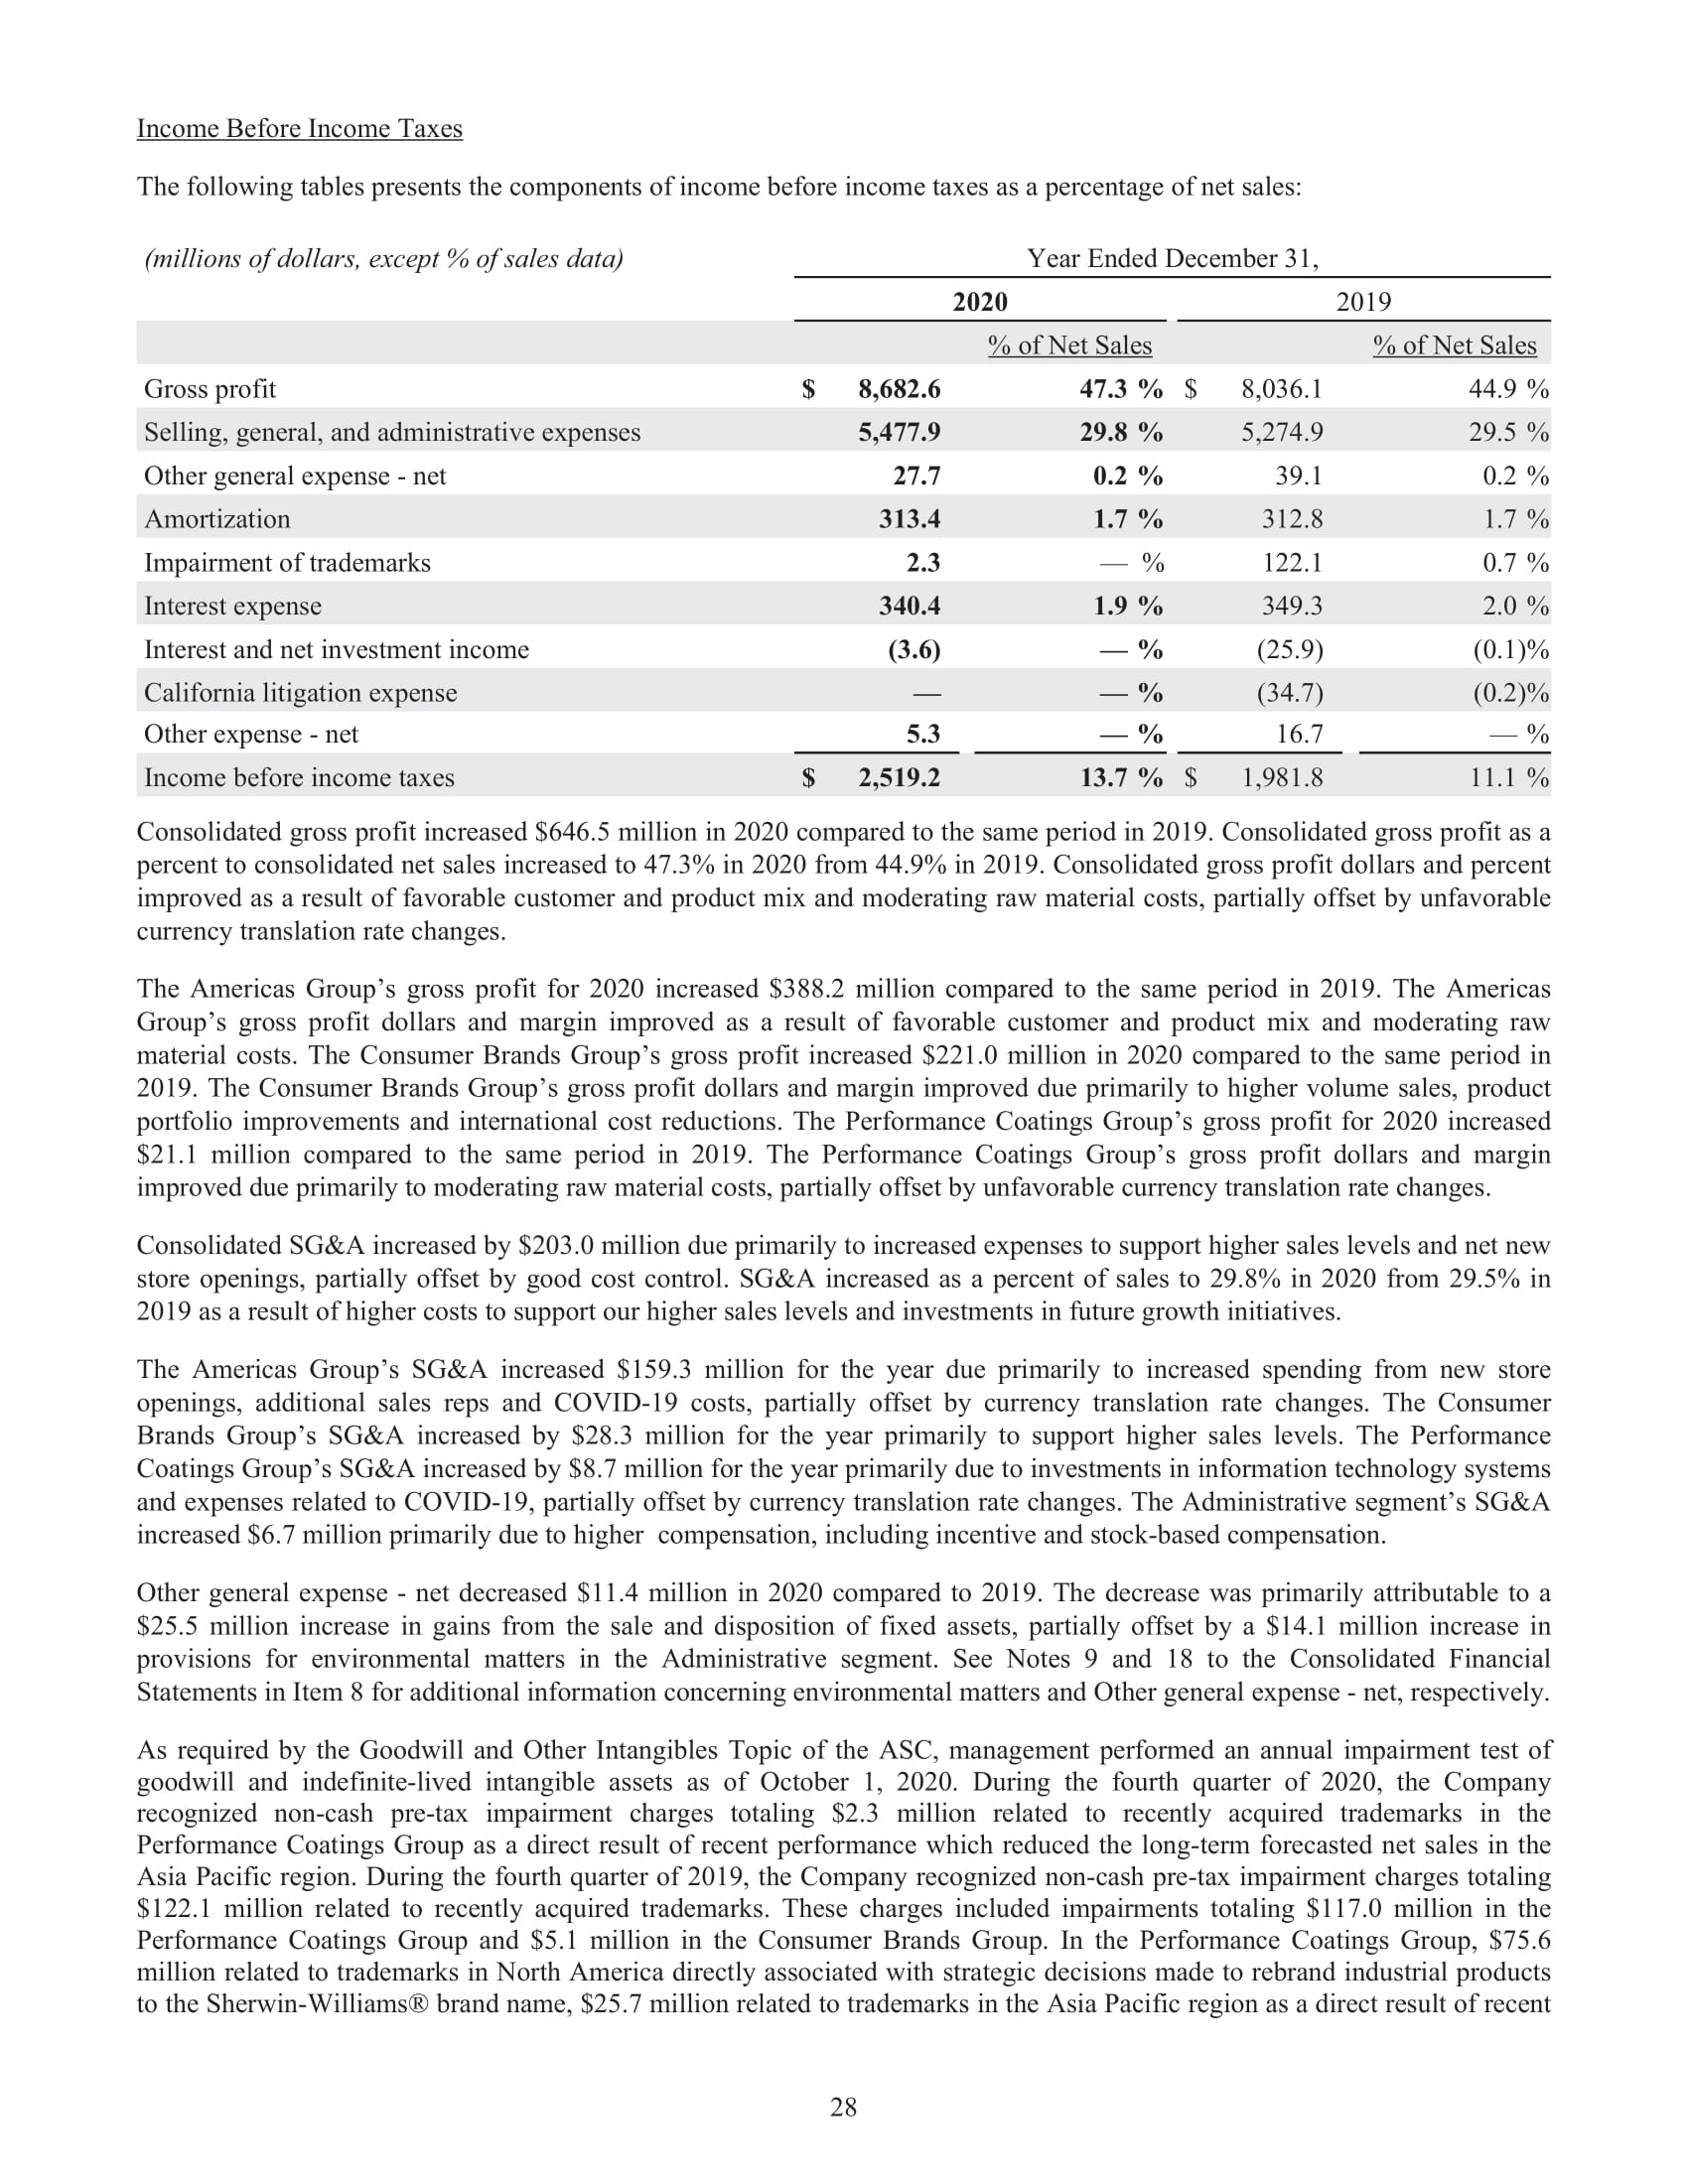 Income Before Income Taxes
The following tables presents the components of income before income taxes as a percentage of net sales:
(millions of dollars, except % of sales data) Year Ended December 31,
2020 2019
% of Net Sales % of Net Sales
Gross profit $ 8,682.6 47.3 % $ 8,036.1 44.9 %
Selling, general, and administrative expenses 5,477.9 29.8 % 5,274.9 29.5 %
Other general expense - net 27.7 0.2 % 39.1 0.2 %
Amortization 313.4 1.7 % 312.8 1.7 %
Impairment of trademarks 2.3 — % 122.1 0.7 %
Interest expense 340.4 1.9 % 349.3 2.0 %
Interest and net investment income (3.6) — % (25.9) (0.1)%
California litigation expense — — % (34.7) (0.2)%
Other expense - net 5.3 — % 16.7 — %
Income before income taxes $ 2,519.2 13.7 % $ 1,981.8 11.1 %
Consolidated gross profit increased $646.5 million in 2020 compared to the same period in 2019. Consolidated gross profit as a
percent to consolidated net sales increased to 47.3% in 2020 from 44.9% in 2019. Consolidated gross profit dollars and percent
improved as a result of favorable customer and product mix and moderating raw material costs, partially offset by unfavorable
currency translation rate changes.
The Americas Group’s gross profit for 2020 increased $388.2 million compared to the same period in 2019. The Americas
Group’s gross profit dollars and margin improved as a result of favorable customer and product mix and moderating raw
material costs. The Consumer Brands Group’s gross profit increased $221.0 million in 2020 compared to the same period in
2019. The Consumer Brands Group’s gross profit dollars and margin improved due primarily to higher volume sales, product
portfolio improvements and international cost reductions. The Performance Coatings Group’s gross profit for 2020 increased
$21.1 million compared to the same period in 2019. The Performance Coatings Group’s gross profit dollars and margin
improved due primarily to moderating raw material costs, partially offset by unfavorable currency translation rate changes.
Consolidated SG&A increased by $203.0 million due primarily to increased expenses to support higher sales levels and net new
store openings, partially offset by good cost control. SG&A increased as a percent of sales to 29.8% in 2020 from 29.5% in
2019 as a result of higher costs to support our higher sales levels and investments in future growth initiatives.
The Americas Group’s SG&A increased $159.3 million for the year due primarily to increased spending from new store
openings, additional sales reps and COVID-19 costs, partially offset by currency translation rate changes. The Consumer
Brands Group’s SG&A increased by $28.3 million for the year primarily to support higher sales levels. The Performance
Coatings Group’s SG&A increased by $8.7 million for the year primarily due to investments in information technology systems
and expenses related to COVID-19, partially offset by currency translation rate changes. The Administrative segment’s SG&A
increased $6.7 million primarily due to higher  compensation, including incentive and stock-based compensation.
Other general expense - net decreased $11.4 million in 2020 compared to 2019. The decrease was primarily attributable to a
$25.5 million increase in gains from the sale and disposition of fixed assets, partially offset by a $14.1 million increase in
provisions for environmental matters in the Administrative segment. See Notes 9 and 18 to the Consolidated Financial
Statements in Item 8 for additional information concerning environmental matters and Other general expense - net, respectively.
As required by the Goodwill and Other Intangibles Topic of the ASC, management performed an annual impairment test of
goodwill and indefinite-lived intangible assets as of October 1, 2020. During the fourth quarter of 2020, the Company
recognized non-cash pre-tax impairment charges totaling $2.3 million related to recently acquired trademarks in the
Performance Coatings Group as a direct result of recent performance which reduced the long-term forecasted net sales in the
Asia Pacific region. During the fourth quarter of 2019, the Company recognized non-cash pre-tax impairment charges totaling
$122.1 million related to recently acquired trademarks. These charges included impairments totaling $117.0 million in the
Performance Coatings Group and $5.1 million in the Consumer Brands Group. In the Performance Coatings Group, $75.6
million related to trademarks in North America directly associated with strategic decisions made to rebrand industrial products
to the Sherwin-Williams® brand name, $25.7 million related to trademarks in the Asia Pacific region as a direct result of recent
28